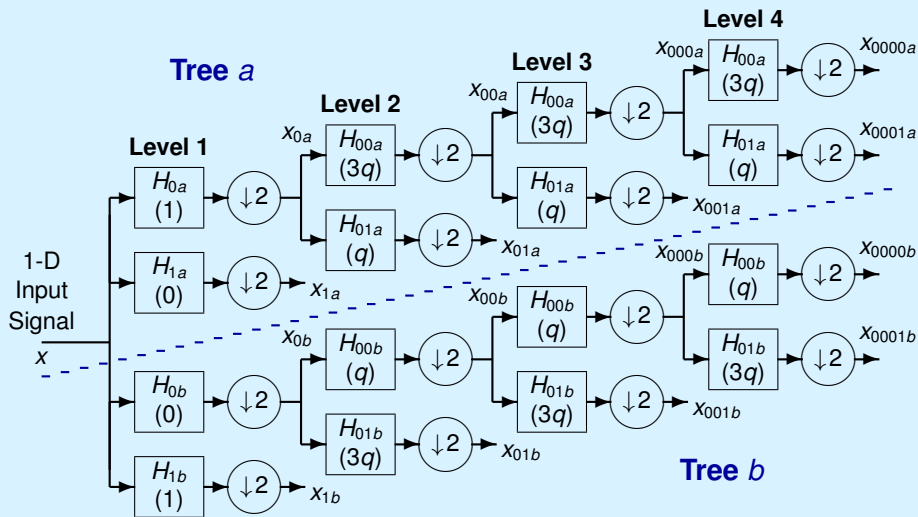 Level 4
x000a
H00a
(3q)
↓2
x0000a
Tree a
Level 3
x00a
H00a
(3q)
↓2
H01a
(q)
↓2
x0001a
Level 2
x0a
H00a
(3q)
↓2
H01a
(q)
↓2
x001a
Level 1
H0a
(1)
↓2
H01a
(q)
↓2
x01a
1-D
Input
Signal
x
H1a
(0)
↓2
x1a
x000b
H00b
(q)
↓2
x0000b
x00b
H00b
(q)
↓2
H01b
(3q)
↓2
x0001b
x0b
H00b
(q)
↓2
H01b
(3q)
↓2
x001b
H0b
(0)
↓2
H01b
(3q)
↓2
x01b
Tree b
H1b
(1)
↓2
x1b